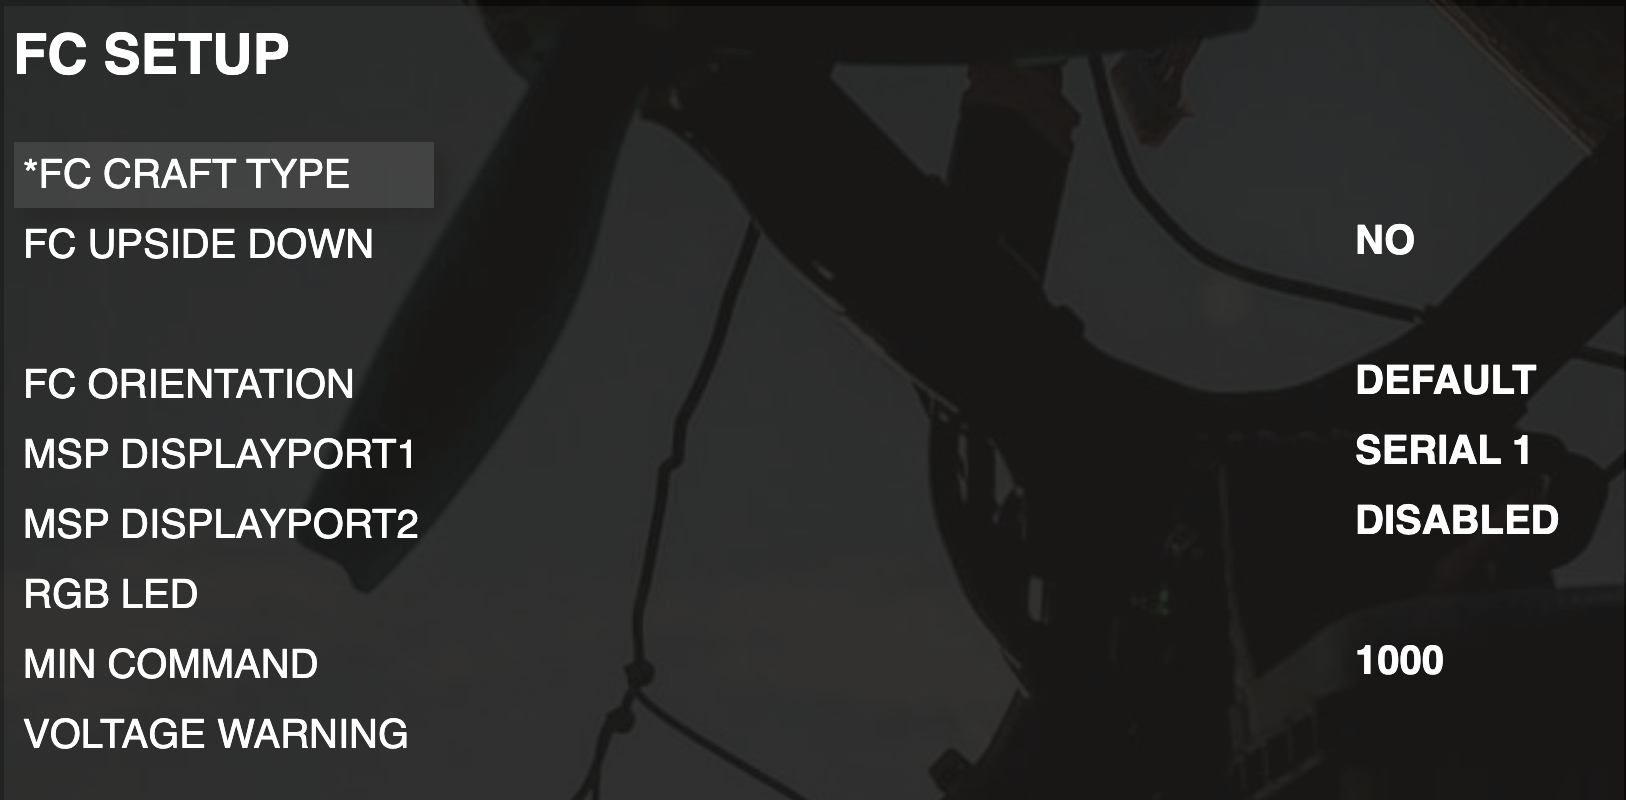 FC SETUP
*FC CRAFT TYPE
FC UPSIDE DOWN NO
FC ORIENTATION DEFAULT
MSP DISPLAYPORT1 SERIAL 1
MSP DISPLAYPORT2 DISABLED
RGB LED
MIN COMMAND 1000
VOLTAGE WARNING